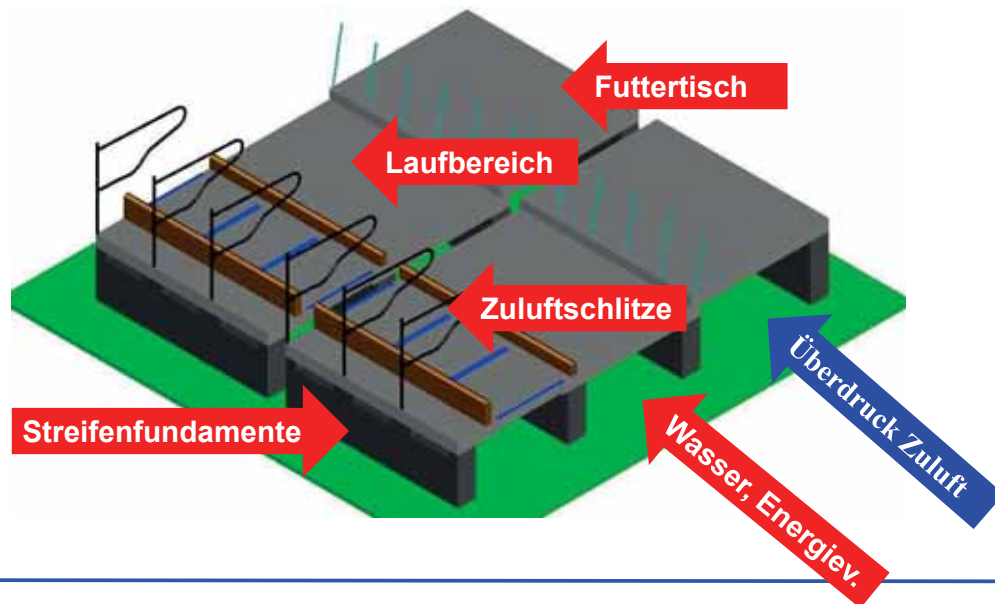 Futtertisch
Laufbereich
Zuluftschlitze
Streifenfundamente
Überdruck Zuluft
Wasser, Energiev.